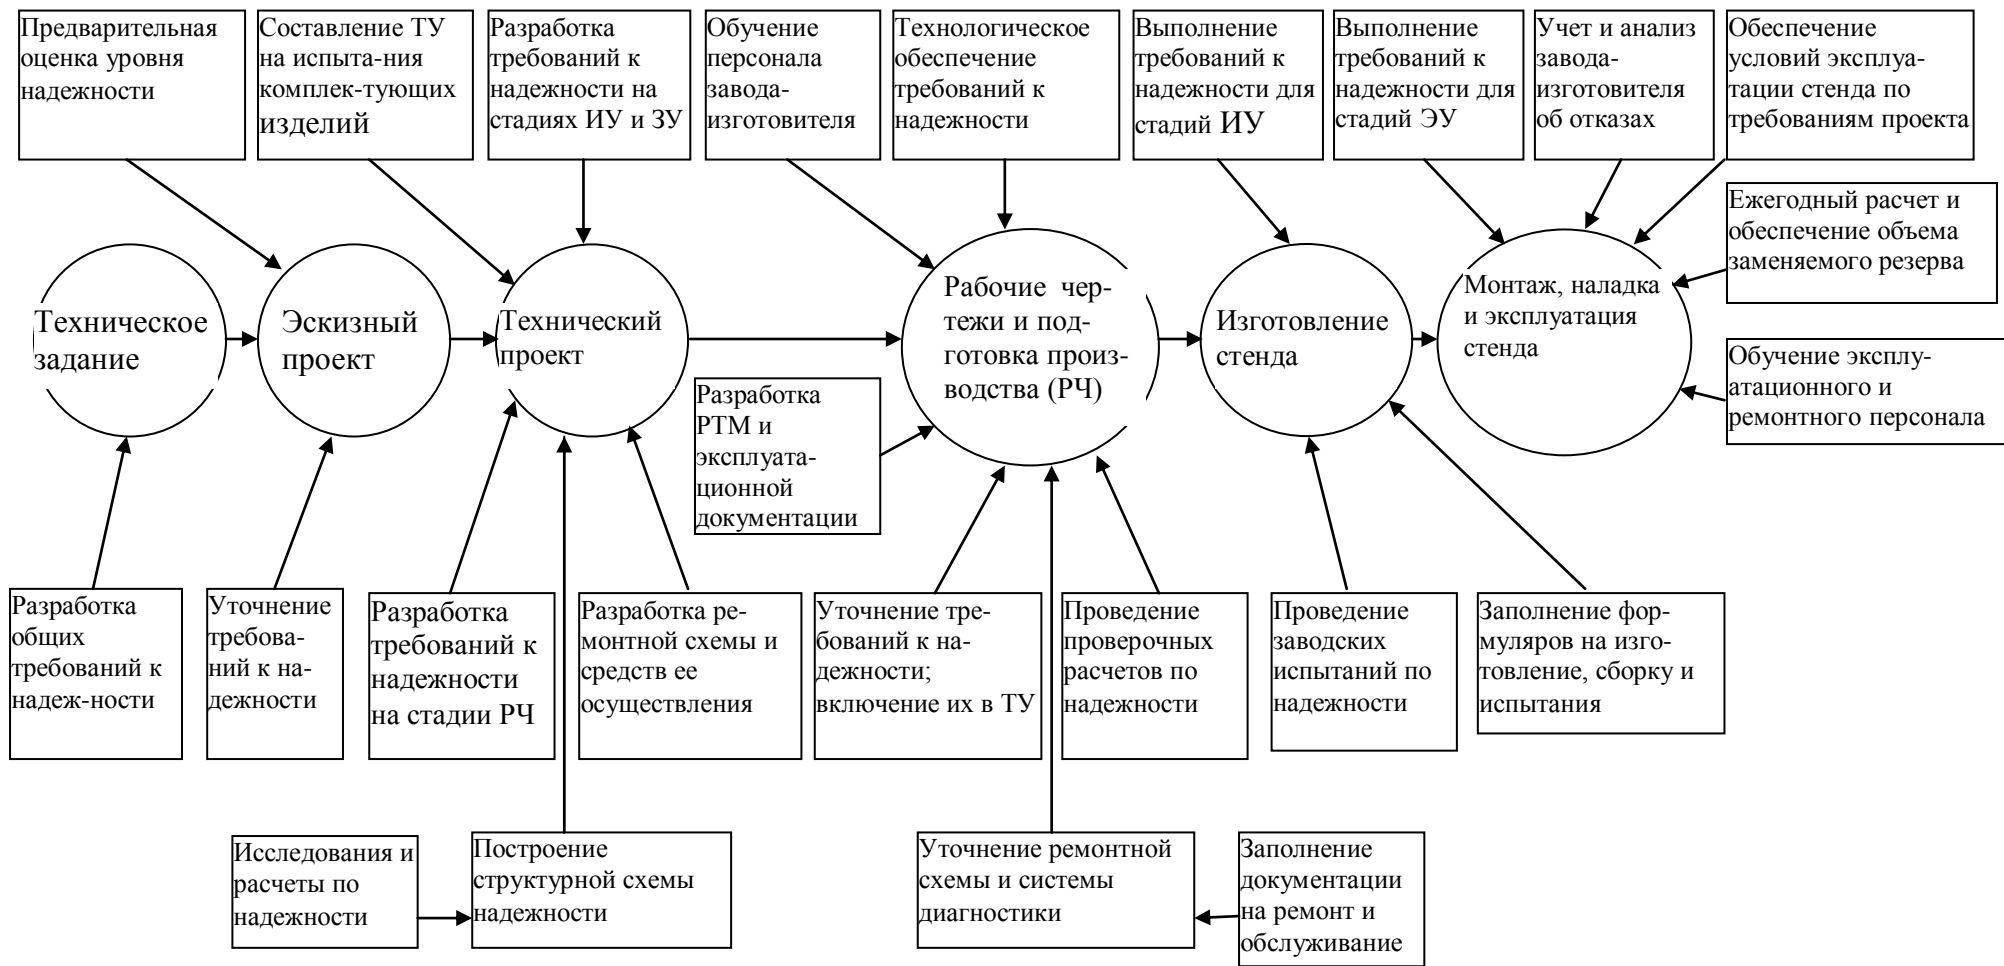 Предварительная
оценка уровня
надежности
Составление ТУ
на испыта-ния
комплек-тующих
изделий
Разработка
требований к
надежности на
стадиях ИУ и ЗУ
Обучение
персонала
завода-
изготовителя
Технологическое
обеспечение
требований к
надежности
Выполнение
требований к
надежности для
стадий ИУ
Выполнение
требований к
надежности для
стадий ЭУ
Учет и анализ
завода-
изготовителя
об отказах
Обеспечение
условий эксплуа-
тации стенда по
требованиям проекта
Ежегодный расчет и
обеспечение объема
заменяемого резерва
Техническое
задание
Эскизный
проект
Технический
проект
Рабочие чер-
тежи и под-
готовка произ-
водства (РЧ)
Изготовление
стенда
Монтаж, наладка
и эксплуатация
стенда
Обучение эксплу-
атационного и
ремонтного персонала
Разработка
РТМ и
эксплуата-
ционной
документации
Разработка
общих
требований к
надеж-ности
Уточнение
требова-
ний к на-
дежности
Разработка
требований к
надежности
на стадии РЧ
Разработка ре-
монтной схемы и
средств ее
осуществления
Уточнение тре-
бований к на-
дежности;
включение их в ТУ
Проведение
проверочных
расчетов по
надежности
Проведение
заводских
испытаний по
надежности
Заполнение фор-
муляров на изго-
товление, сборку и
испытания
Исследования и
расчеты по
надежности
Построение
структурной схемы
надежности
Уточнение ремонтной
схемы и системы
диагностики
Заполнение
документации
на ремонт и
обслуживание